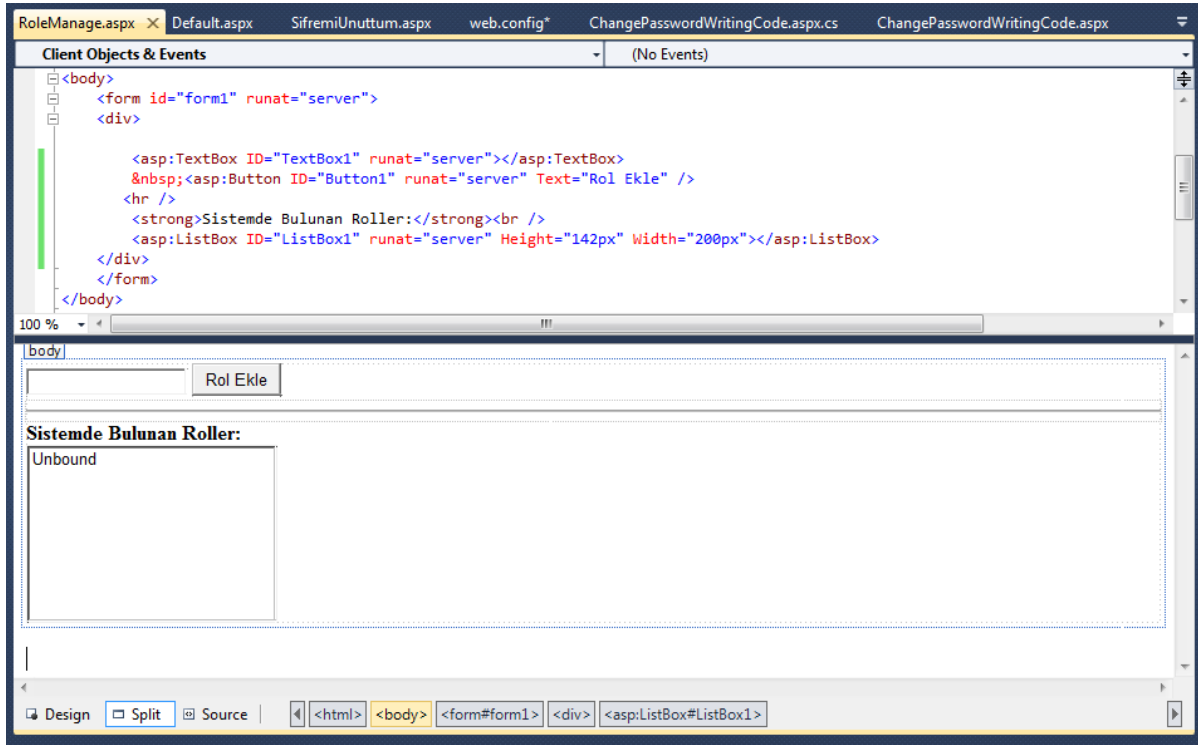 RoleManage.aspx Default.aspx SifremiUnuttum.aspx web.config* ChangePasswordWritingCode.aspx.cs ChangePasswordWritingCode.aspx
Client Objects & Events (No Events)
<body>
<form id="form1" runat="server">
<div>
<asp:TextBox ID="TextBox1" runat="server"></asp:TextBox>
&nbsp;<asp:Button ID="Button1" runat="server" Text="Rol Ekle" />
<hr />
<strong>Sistemde Bulunan Roller:</strong><br />
<asp:ListBox ID="ListBox1" runat="server" Height="142px" Width="200px"></asp:ListBox>
</div>
</form>
</body>
100 %
body
Rol Ekle
Sistemde Bulunan Roller:
Unbound
Design Split Source <html> <body> <form#form1> <div> <asp:ListBox#ListBox1>